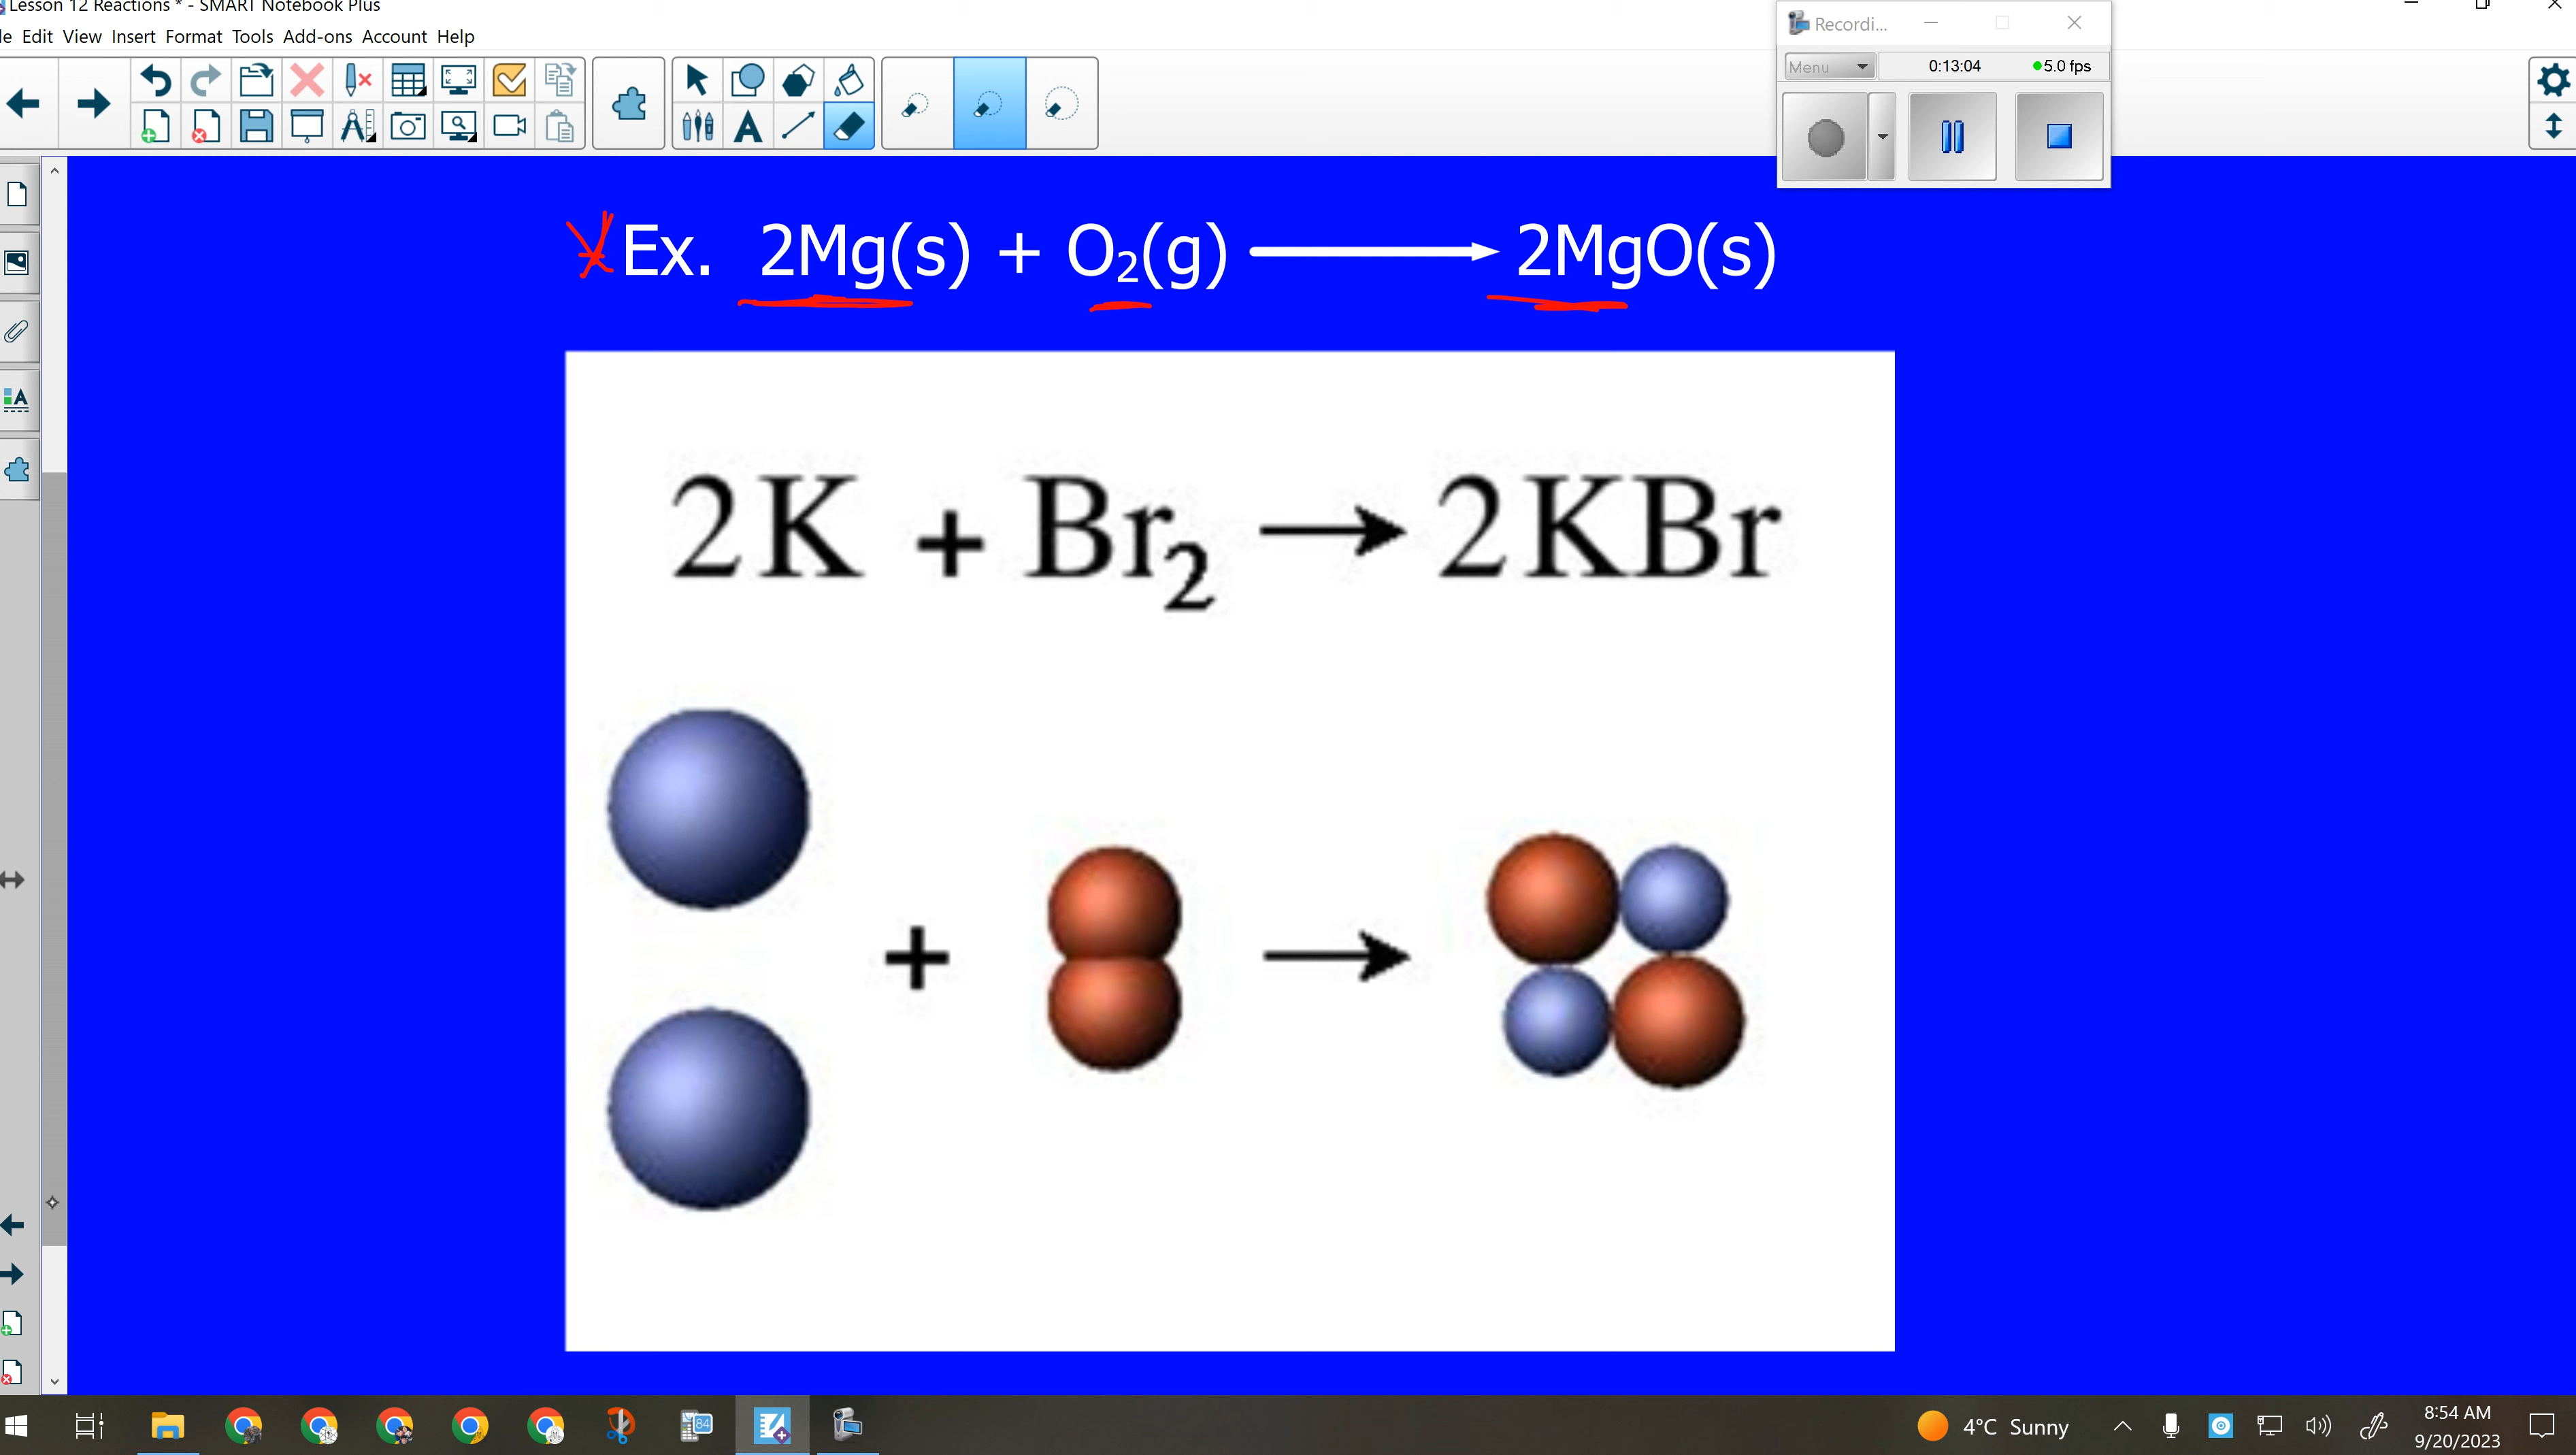 Lesson 12 Reactions * - SMART Notebook Plus
Edit View Insert Format Tools Add-ons Account Help
Recordi...
Menu 0:13:04 5.0 fps
Ex. 2Mg(s) + O₂(g) ⟶ 2MgO(s)
2K + Br₂ → 2KBr
+ →
84
4°C Sunny
8:54 AM
9/20/2023